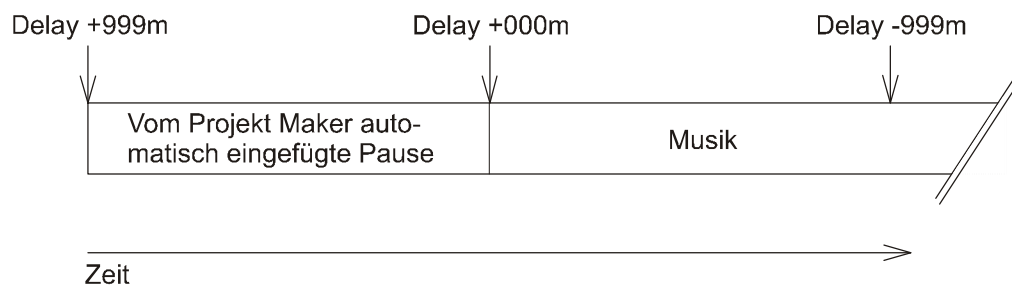 Delay +999m
Delay +000m
Delay -999m
Vom Projekt Maker auto-
matisch eingefügte Pause
Musik
Zeit